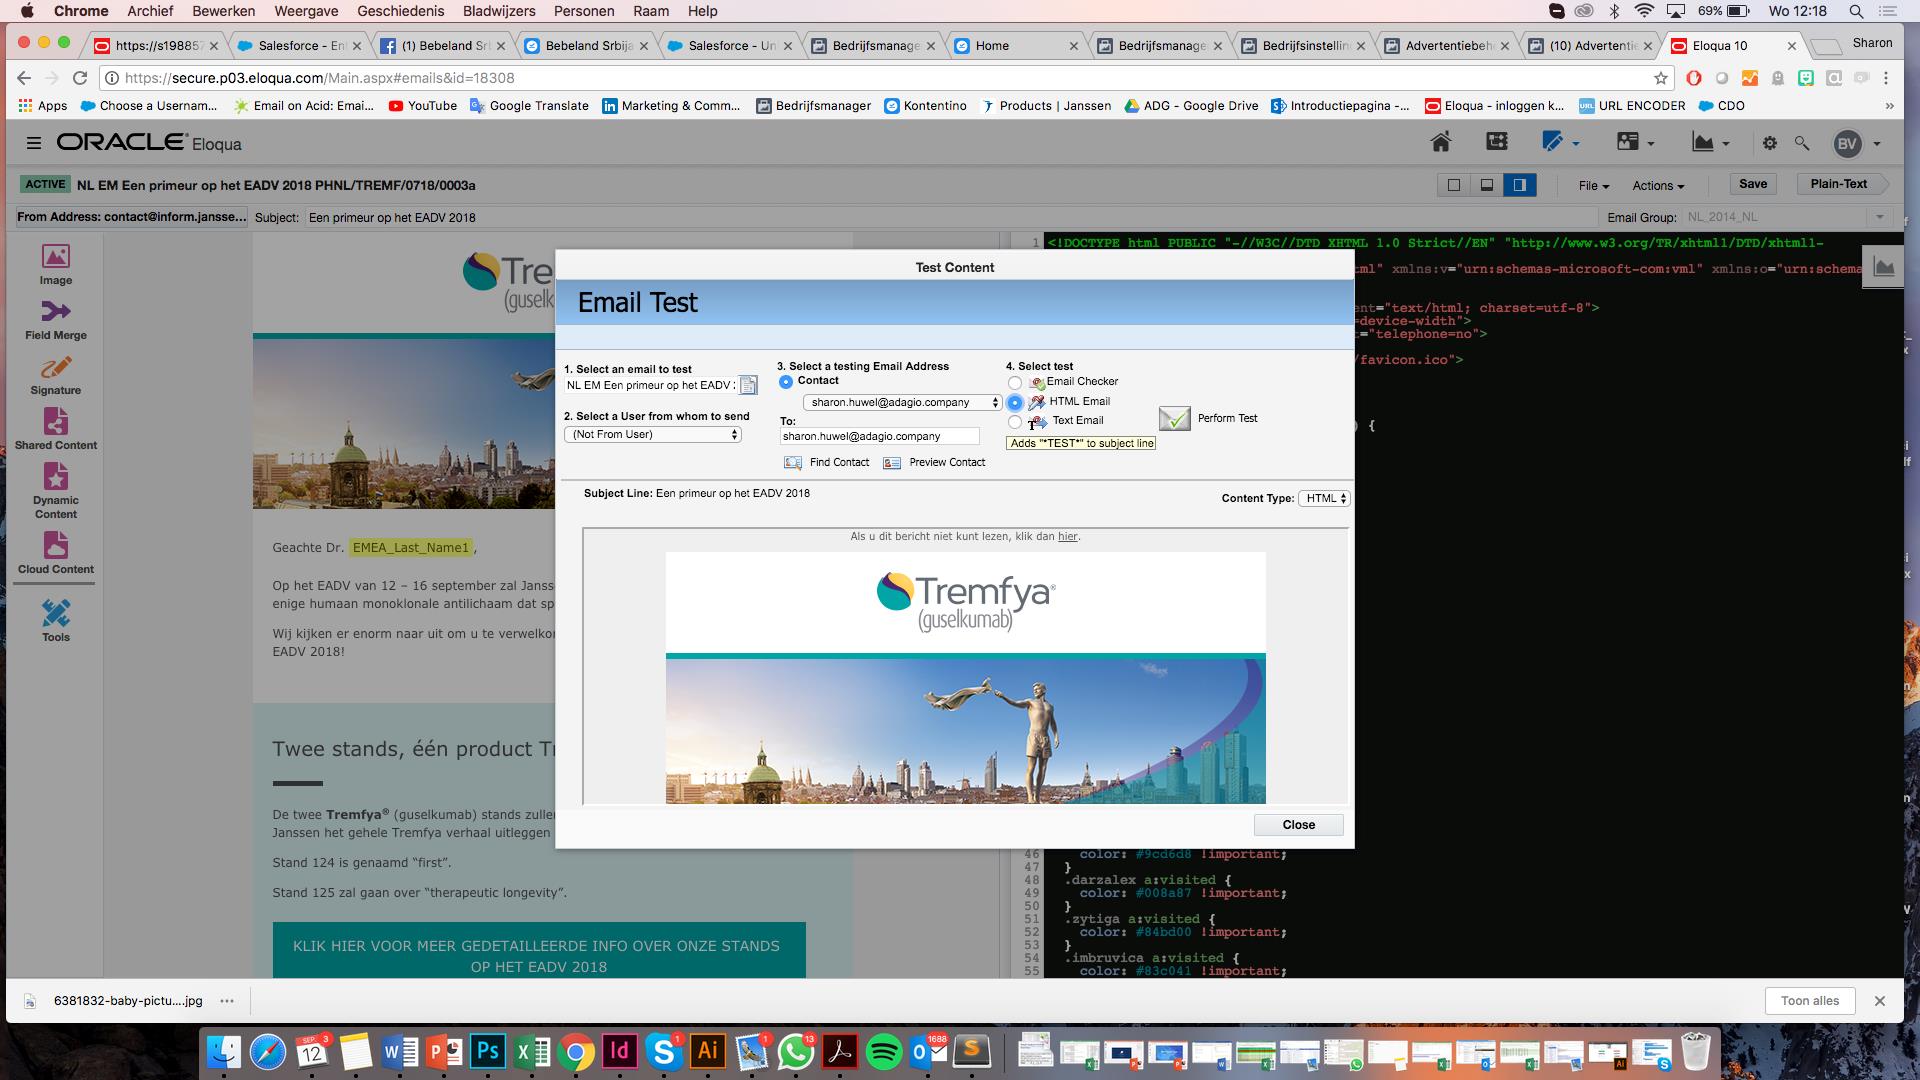 Chrome Archief Bewerken Weergave Geschiedenis Bladwijzers Personen Raam Help 69% Wo 12:18
https://s198857 Salesforce - En (1) Bebeland Srb Bebeland Srbija Salesforce - Un Bedrijfsmanage Home Bedrijfsmanage Bedrijfsinstellin Advertentiebeh (10) Advertentie Eloqua 10 Sharon
https://secure.p03.eloqua.com/Main.aspx#emails&id=18308
Apps Choose a Usernam... Email on Acid: Emai... YouTube Google Translate Marketing & Comm... Bedrijfsmanager Kontentino Products | Janssen ADG - Google Drive Introductiepagina -... Eloqua - inloggen k... URL ENCODER CDO »
ORACLE® Eloqua BV
ACTIVE NL EM Een primeur op het EADV 2018 PHNL/TREMF/0718/0003a File Actions Save Plain-Text
From Address: contact@inform.jansse... Subject: Een primeur op het EADV 2018 Email Group: NL_2014_NL
Image
Field Merge
Signature
Shared Content
Dynamic
Content
Cloud Content
Tools
Tre
(guselk
Geachte Dr. EMEA_Last_Name1,
Op het EADV van 12 – 16 september zal Janss
enige humaan monoklonale antilichaam dat sp
Wij kijken er enorm naar uit om u te verwelko
EADV 2018!
Twee stands, één product Tr
De twee Tremfya® (guselkumab) stands zulle
Janssen het gehele Tremfya verhaal uitleggen
Stand 124 is genaamd “first”.
Stand 125 zal gaan over “therapeutic longevity”.
KLIK HIER VOOR MEER GEDETAILLEERDE INFO OVER ONZE STANDS
OP HET EADV 2018
Test Content
Email Test
1. Select an email to test
NL EM Een primeur op het EADV 2
2. Select a User from whom to send
(Not From User)
3. Select a testing Email Address
Contact
sharon.huwel@adagio.company
To:
sharon.huwel@adagio.company
Find Contact Preview Contact
4. Select test
Email Checker
HTML Email
Text Email
Adds "*TEST*" to subject line
Perform Test
Subject Line: Een primeur op het EADV 2018
Content Type: HTML
Als u dit bericht niet kunt lezen, klik dan hier.
Tremfya®
(guselkumab)
Close
1 <!DOCTYPE html PUBLIC "-//W3C//DTD XHTML 1.0 Strict//EN" "http://www.w3.org/TR/xhtml1/DTD/xhtml1-
tml" xmlns:v="urn:schemas-microsoft-com:vml" xmlns:o="urn:schema
ent="text/html; charset=utf-8">
=device-width">
="telephone=no">
/favicon.ico">
) {
46 color: #9cd6d8 !important;
47 }
48 .darzalex a:visited {
49 color: #008a87 !important;
50 }
51 .zytiga a:visited {
52 color: #84bd00 !important;
53 }
54 .imbruvica a:visited {
55 color: #83c041 !important;
6381832-baby-pictu....jpg
Toon alles
SEP. 12 3 W P Ps X Id S 1 Ai 1 13 O 1688 S